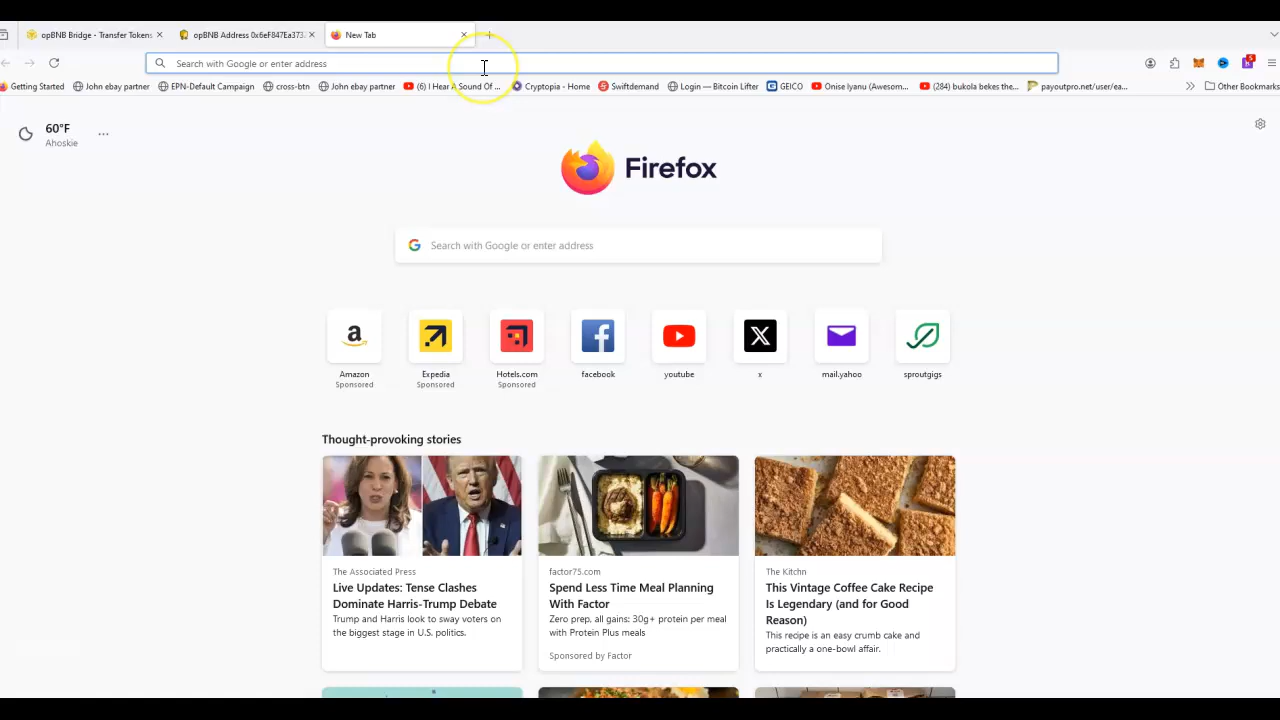 opBNB Bridge - Transfer Tokens
opBNB Address 0x6eF847Ea373
New Tab
Search with Google or enter address
Getting Started
John ebay partner
EPN-Default Campaign
cross-btn
John ebay partner
(6) I Hear A Sound Of ...
Cryptopia - Home
Swiftdemand
Login — Bitcoin Lifter
GEICO
Onise Iyanu (Awesom...
(284) bukola bekes the...
payoutpro.net/user/ea...
Other Bookmarks
60°F
Ahoskie
Firefox
Search with Google or enter address
Amazon
Sponsored
Expedia
Sponsored
Hotels.com
Sponsored
facebook
youtube
x
mail.yahoo
sproutgigs
Thought-provoking stories
The Associated Press
Live Updates: Tense Clashes
Dominate Harris-Trump Debate
Trump and Harris look to sway voters on
the biggest stage in U.S. politics.
factor75.com
Spend Less Time Meal Planning
With Factor
Zero prep, all gains: 30g+ protein per meal
with Protein Plus meals
Sponsored by Factor
The Kitchn
This Vintage Coffee Cake Recipe
Is Legendary (and for Good
Reason)
This recipe is an easy crumb cake and
practically a one-bowl affair.